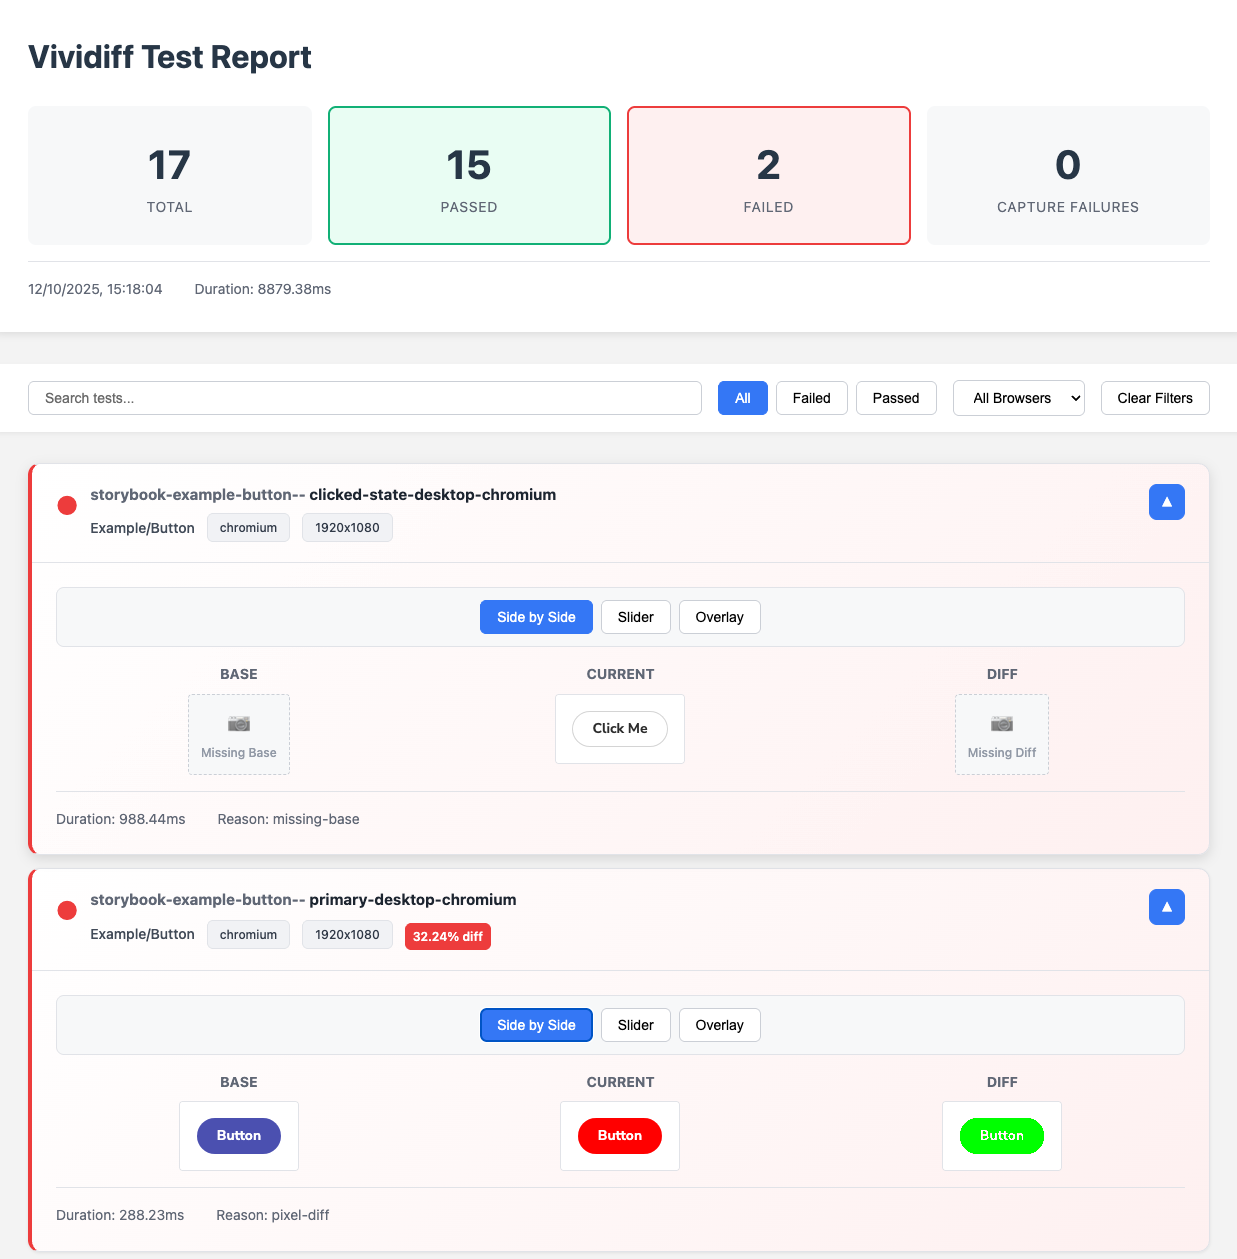 Vividiff Test Report
17
TOTAL
15
PASSED
2
FAILED
0
CAPTURE FAILURES
12/10/2025, 15:18:04 Duration: 8879.38ms
Search tests... All Failed Passed All Browsers Clear Filters
storybook-example-button-- clicked-state-desktop-chromium
Example/Button chromium 1920x1080
Side by Side Slider Overlay
BASE CURRENT DIFF
Missing Base
Click Me
Missing Diff
Duration: 988.44ms Reason: missing-base
storybook-example-button-- primary-desktop-chromium
Example/Button chromium 1920x1080 32.24% diff
Side by Side Slider Overlay
BASE CURRENT DIFF
Button Button Button
Duration: 288.23ms Reason: pixel-diff